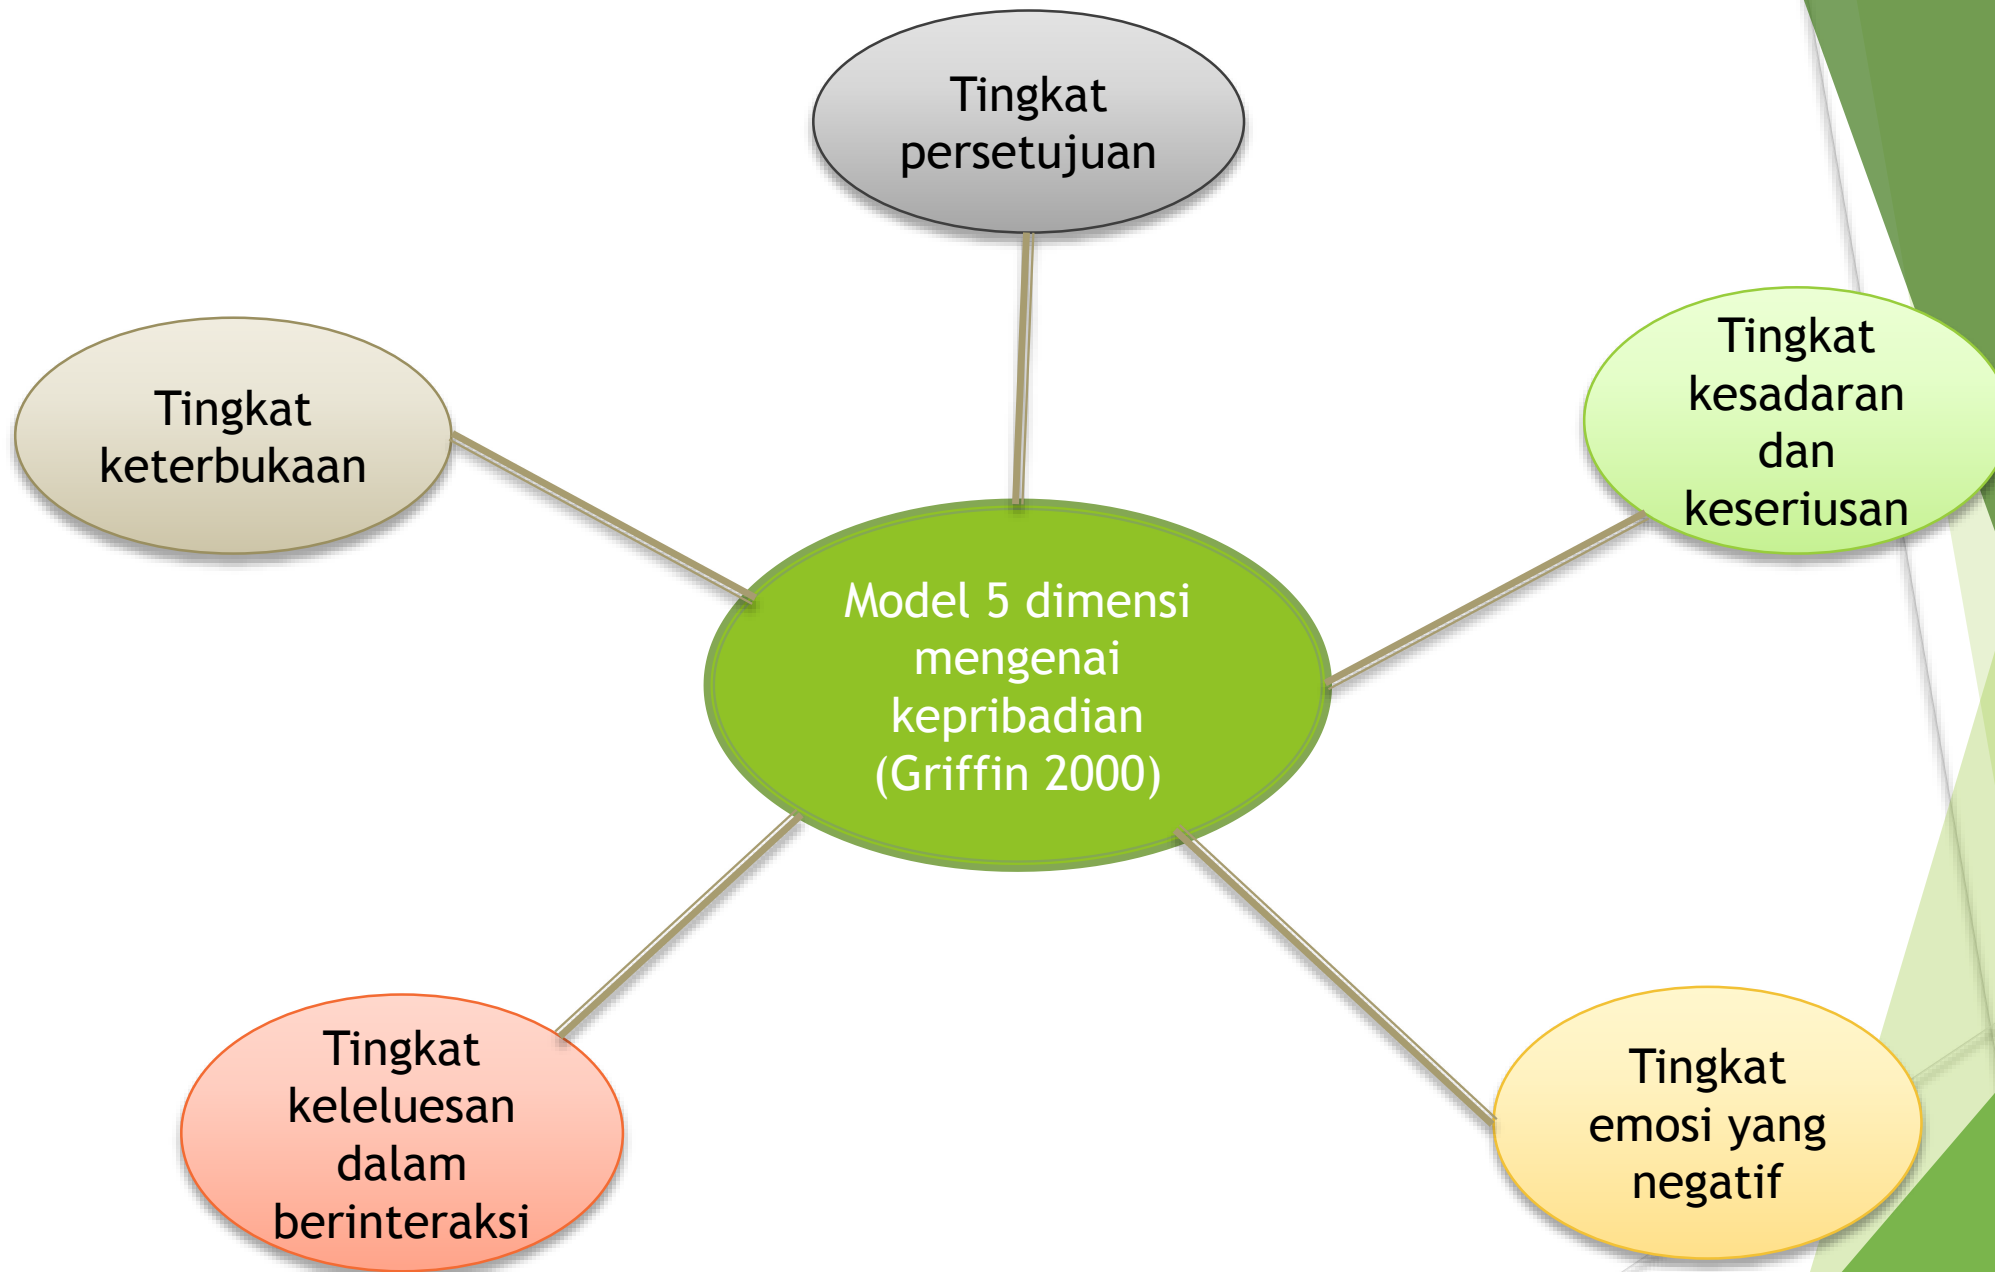 Tingkat
persetujuan
Tingkat
kesadaran
dan
keseriusan
Tingkat
keterbukaan
Model 5 dimensi
mengenai
kepribadian
(Griffin 2000)
Tingkat
keleluesan
dalam
berinteraksi
Tingkat
emosi yang
negatif